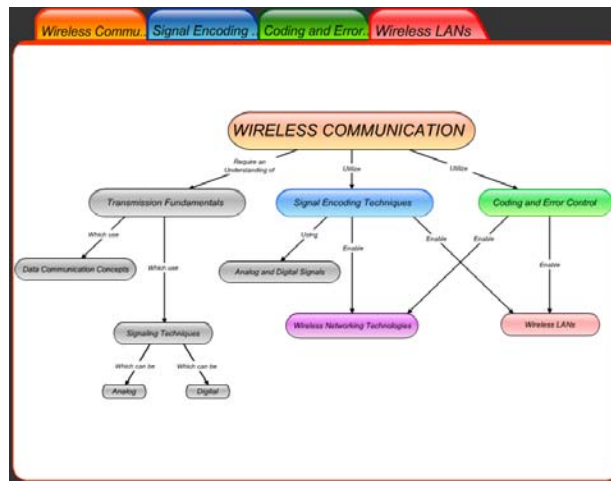 Wireless Commu..
Signal Encoding ..
Coding and Error..
Wireless LANs
WIRELESS COMMUNICATION
Require an
Understanding of
Utilize
Utilize
Transmission Fundamentals
Signal Encoding Techniques
Coding and Error Control
Which use
Which use
Using
Enable
Enable
Enable
Enable
Data Communication Concepts
Analog and Digital Signals
Signaling Techniques
Wireless Networking Technologies
Wireless LANs
Which can be
Which can be
Analog
Digital